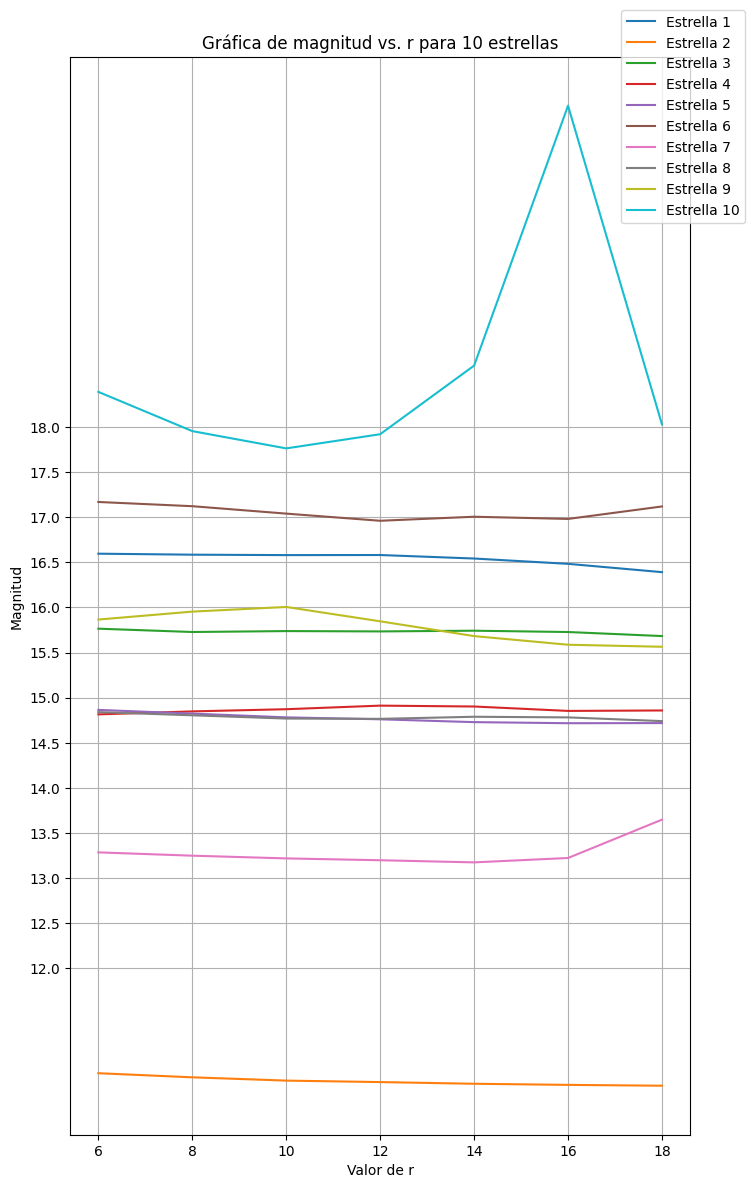 Gráfica de magnitud vs. r para 10 estrellas
Estrella 1
Estrella 2
Estrella 3
Estrella 4
Estrella 5
Estrella 6
Estrella 7
Estrella 8
Estrella 9
Estrella 10
Magnitud
18.0
17.5
17.0
16.5
16.0
15.5
15.0
14.5
14.0
13.5
13.0
12.5
12.0
6 8 10 12 14 16 18
Valor de r